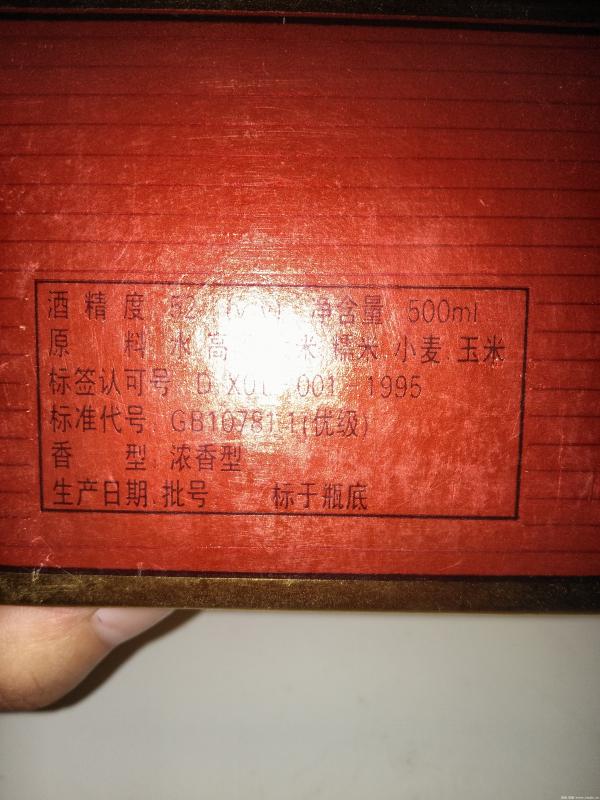 酒精度 52 净含量 500ml
原料 水 高 米 糯米 小麦 玉米
标签认可号 D X0 001-1995
标准代号 GB10781.1(优级)
香型 浓香型
生产日期 批号 标于瓶底